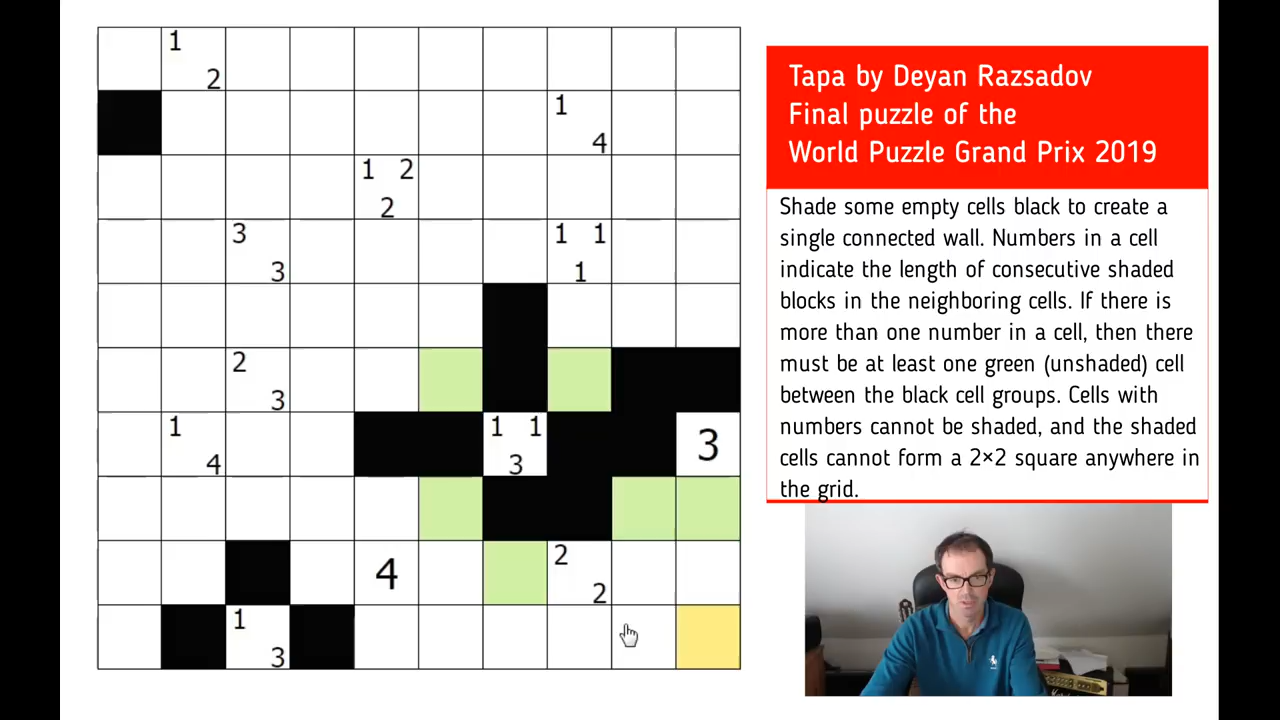 1
2
1
4
1 2
2
3
3
1 1
1
2
3
1
4
1 1
3
3
4
2
2
1
3
Tapa by Deyan Razsadov
Final puzzle of the
World Puzzle Grand Prix 2019
Shade some empty cells black to create a
single connected wall. Numbers in a cell
indicate the length of consecutive shaded
blocks in the neighboring cells. If there is
more than one number in a cell, then there
must be at least one green (unshaded) cell
between the black cell groups. Cells with
numbers cannot be shaded, and the shaded
cells cannot form a 2×2 square anywhere in
the grid.